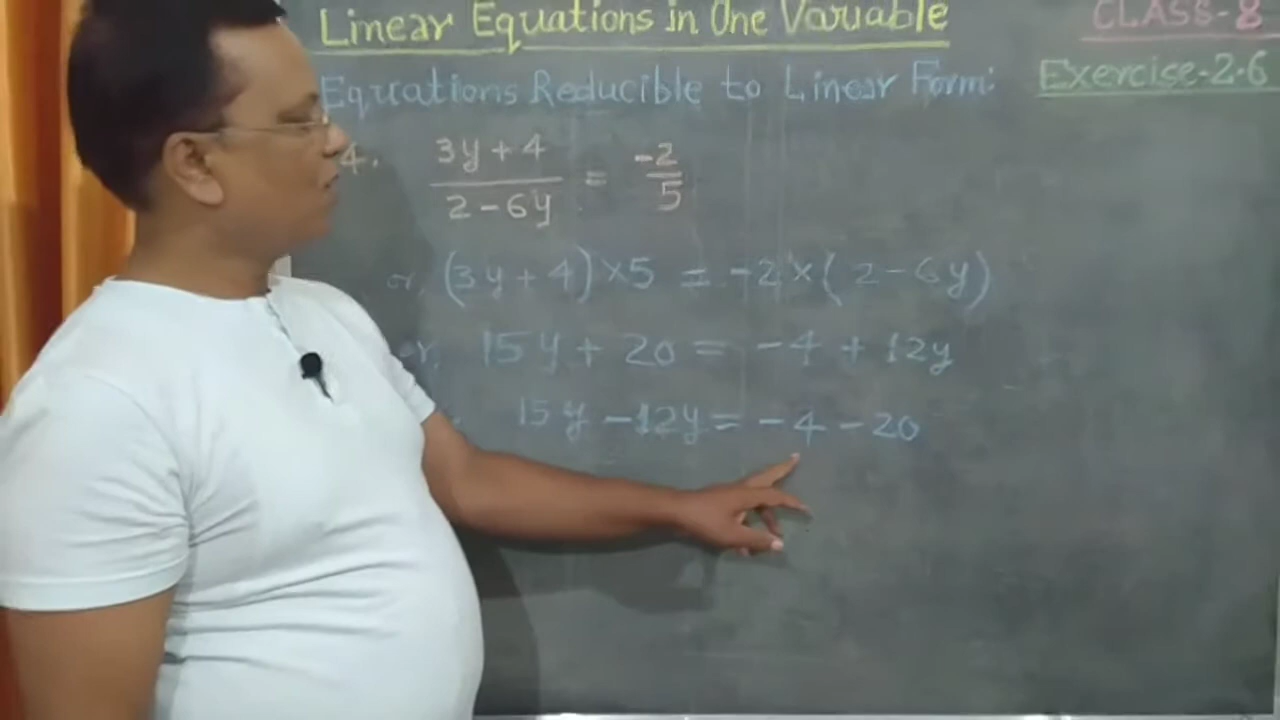 Linear Equations in One Variable
CLASS-8
Equations Reducible to Linear Form:
Exercise-2.6
4. (3y+4)/(2-6y) = -2/5
or, (3y+4)×5 = -2×(2-6y)
or, 15y+20 = -4+12y
15y-12y = -4-20